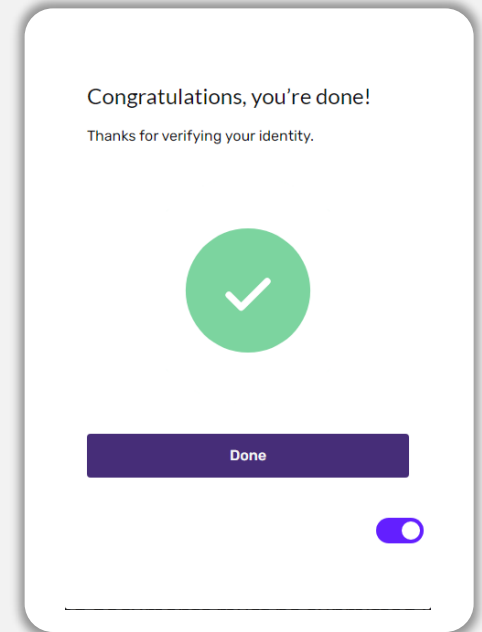 Congratulations, you’re done!
Thanks for verifying your identity.
Done